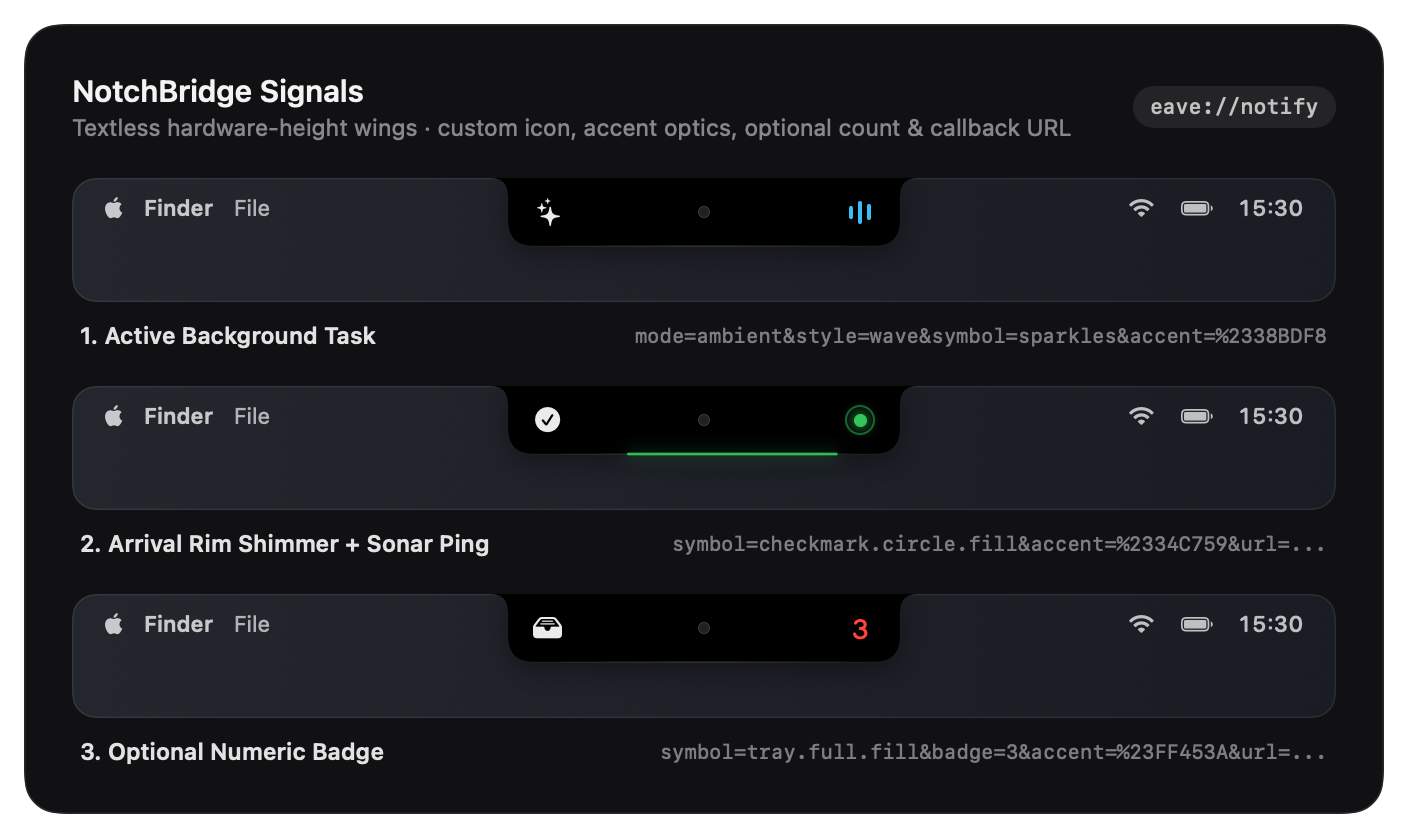 NotchBridge Signals
Textless hardware-height wings · custom icon, accent optics, optional count & callback URL
eave://notify
Finder File 15:30
1. Active Background Task mode=ambient&style=wave&symbol=sparkles&accent=%2338BDF8
Finder File 15:30
2. Arrival Rim Shimmer + Sonar Ping symbol=checkmark.circle.fill&accent=%2334C759&url=...
Finder File 3 15:30
3. Optional Numeric Badge symbol=tray.full.fill&badge=3&accent=%23FF453A&url=...